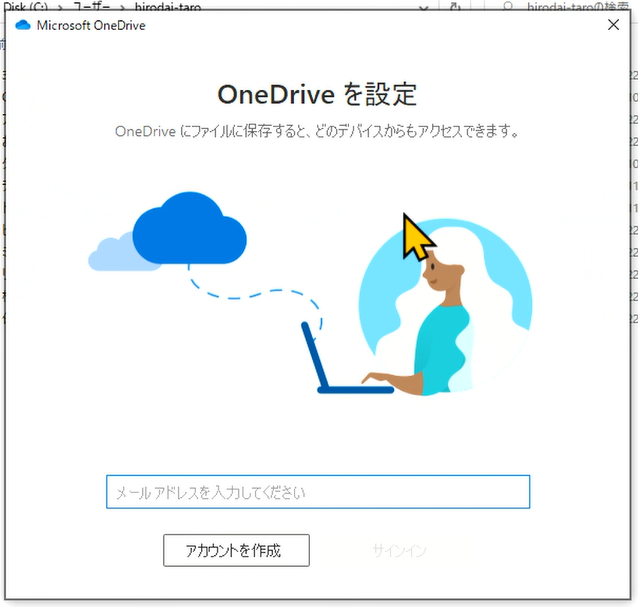 Disk (C:) > ユーザー > hirodai-taro
hirodai-taroの検索
Microsoft OneDrive
OneDrive を設定
OneDrive にファイルに保存すると、どのデバイスからもアクセスできます。
メール アドレスを入力してください
アカウントを作成
サインイン